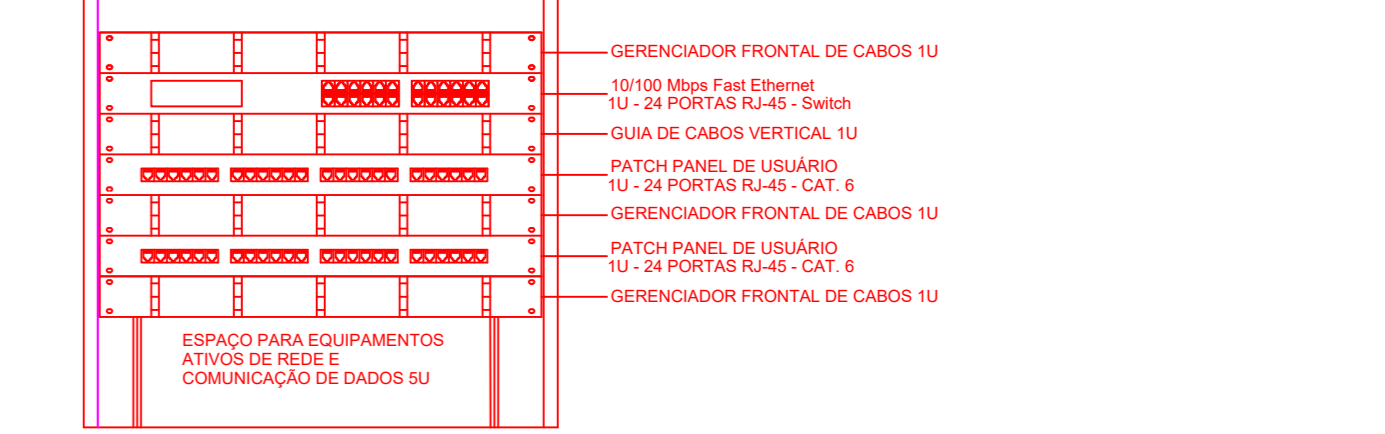 GERENCIADOR FRONTAL DE CABOS 1U
10/100 Mbps Fast Ethernet
1U - 24 PORTAS RJ-45 - Switch
GUIA DE CABOS VERTICAL 1U
PATCH PANEL DE USUÁRIO
1U - 24 PORTAS RJ-45 - CAT. 6
GERENCIADOR FRONTAL DE CABOS 1U
PATCH PANEL DE USUÁRIO
1U - 24 PORTAS RJ-45 - CAT. 6
GERENCIADOR FRONTAL DE CABOS 1U
ESPAÇO PARA EQUIPAMENTOS
ATIVOS DE REDE E
COMUNICAÇÃO DE DADOS 5U